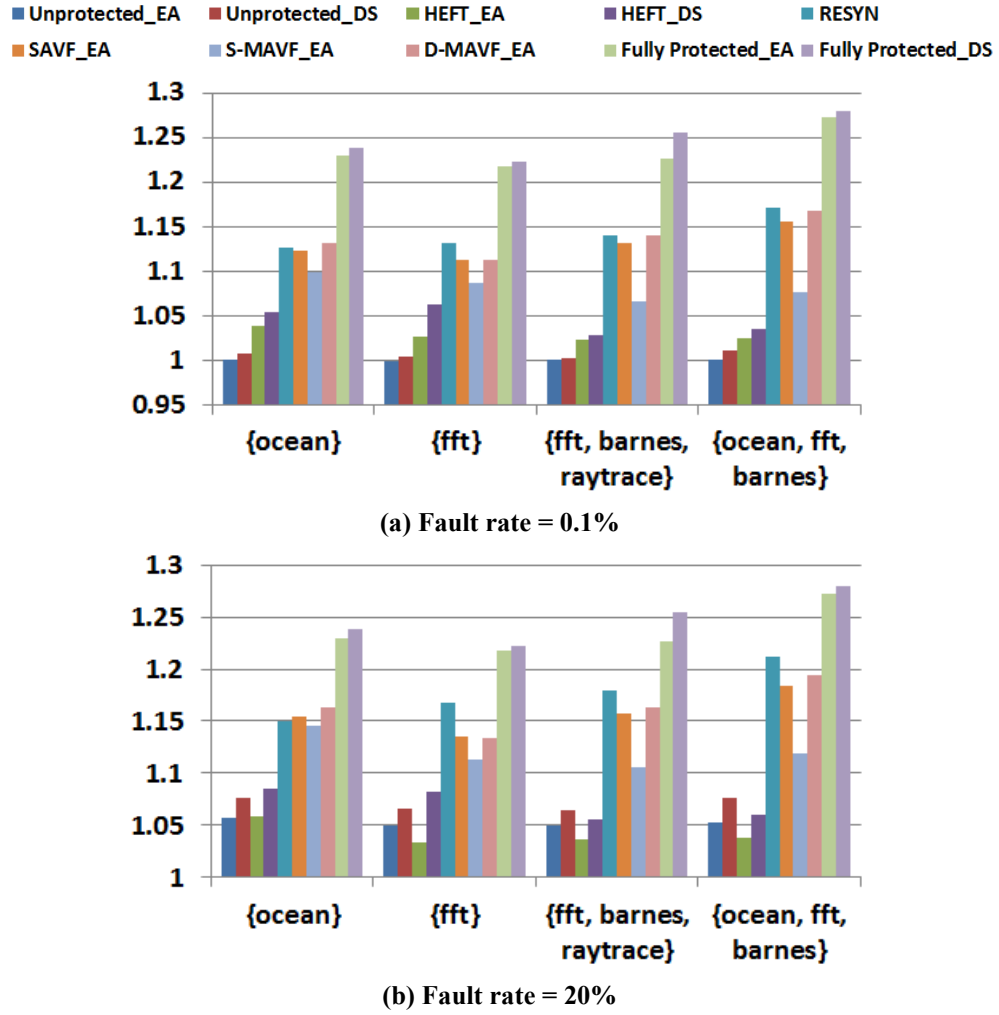 Unprotected_EA Unprotected_DS HEFT_EA HEFT_DS RESYN
SAVF_EA S-MAVF_EA D-MAVF_EA Fully Protected_EA Fully Protected_DS
1.3
1.25
1.2
1.15
1.1
1.05
1
0.95
{ocean} {fft} {fft, barnes, raytrace} {ocean, fft, barnes}
(a) Fault rate = 0.1%
1.3
1.25
1.2
1.15
1.1
1.05
1
{ocean} {fft} {fft, barnes, raytrace} {ocean, fft, barnes}
(b) Fault rate = 20%